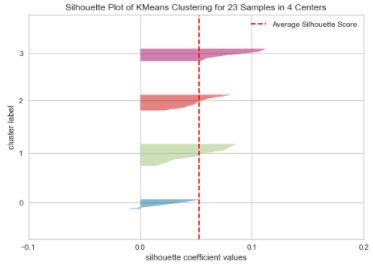 Silhouette Plot of KMeans Clustering for 23 Samples in 4 Centers
Average Silhouette Score
3
2
1
0
cluster label
-0.1
0.0
0.1
0.2
silhouette coefficient values